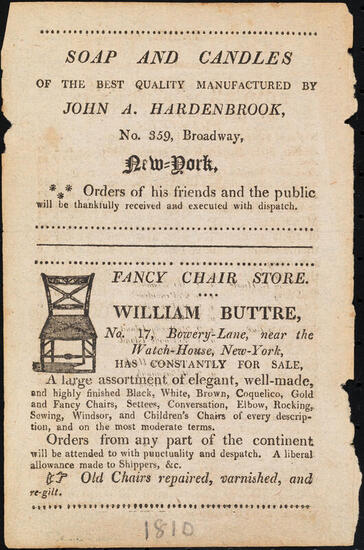 SOAP AND CANDLES
OF THE BEST QUALITY MANUFACTURED BY
JOHN A. HARDENBROOK,
No. 359, Broadway,
New-York,
*** Orders of his friends and the public
will be thankfully received and executed with dispatch.
FANCY CHAIR STORE.
WILLIAM BUTTRE,
No. 17, Bowery-Lane, near the
Watch-House, New-York,
HAS CONSTANTLY FOR SALE,
A large assortment of elegant, well-made,
and highly finished Black, White, Brown, Coquelico, Gold
and Fancy Chairs, Settees, Conversation, Elbow, Rocking,
Sewing, Windsor, and Children's Chairs of every descrip-
tion, and on the most moderate terms.
Orders from any part of the continent
will be attended to with punctuality and despatch. A liberal
allowance made to Shippers, &c.
☞ Old Chairs repaired, varnished, and
re-gilt.
1810